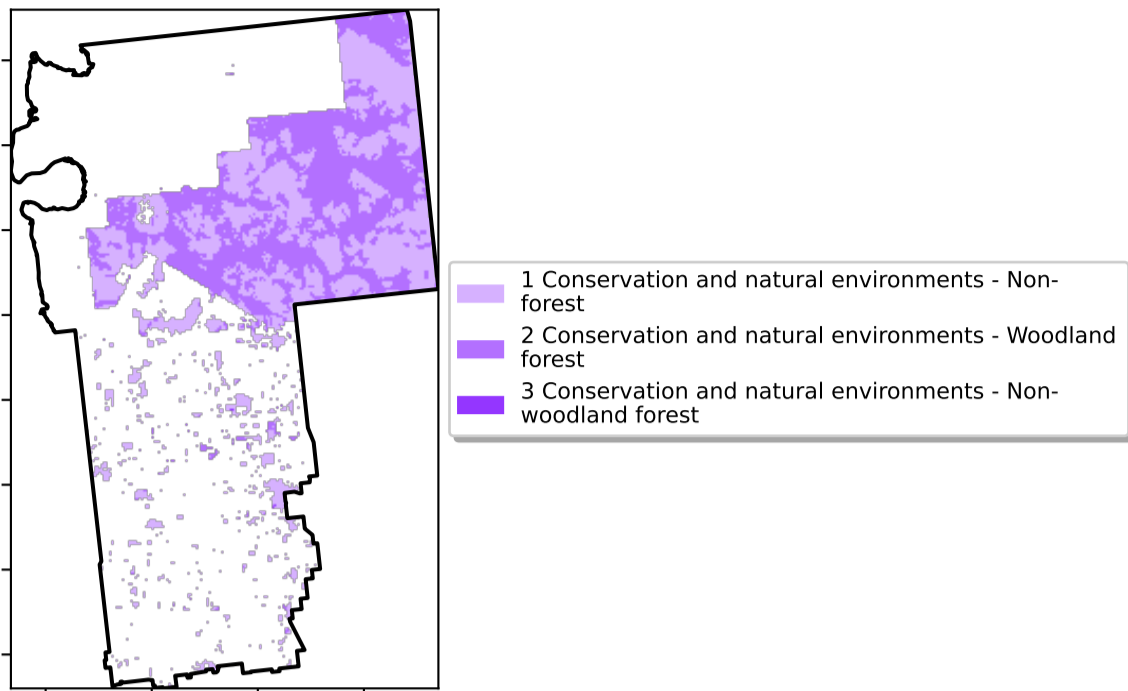 1 Conservation and natural environments - Non-
forest
2 Conservation and natural environments - Woodland
forest
3 Conservation and natural environments - Non-
woodland forest